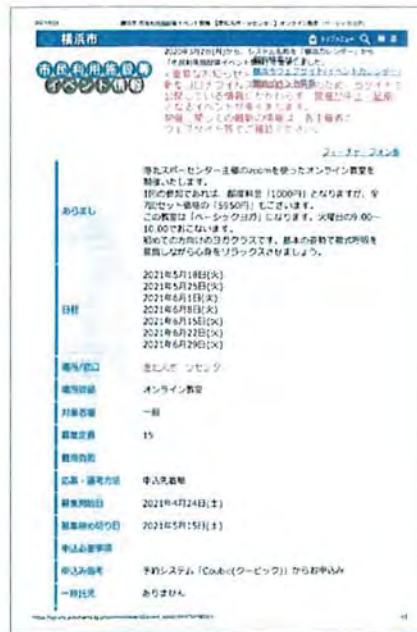 横浜市
市民利用施設等
イベント情報
フィーチャーフォン版
あらまし
港北スポーツセンター主催のzoomを使ったオンライン教室を
開催いたします。
1回の参加であれば、都度料金「1000円」となりますが、全
7回セット価格の「5950円」もございます。
この教室は「ベーシックヨガ」になります。火曜日の9:00〜
10:00でおこないます。
初めての方向けのヨガクラスです。基本の姿勢で腹式呼吸を
意識しながら心身をリラックスさせましょう。
日程
2021年5月18日(火)
2021年5月25日(火)
2021年6月1日(火)
2021年6月8日(火)
2021年6月15日(火)
2021年6月22日(火)
2021年6月29日(火)
場所/窓口
港北スポーツセンター
場所詳細
オンライン教室
対象者層
一般
募集定員
15
費用負担
応募・選考方法
申込先着順
募集開始日
2021年4月24日(土)
募集締め切り日
2021年5月15日(土)
申込必要事項
申込み備考
予約システム「Coubic(クービック)」からお申込み
一時託児
ありません